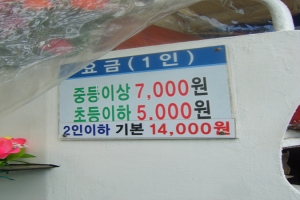 요금(1인)
중등이상 7,000원
초등이하 5.000원
2인이하 기본 14,000원